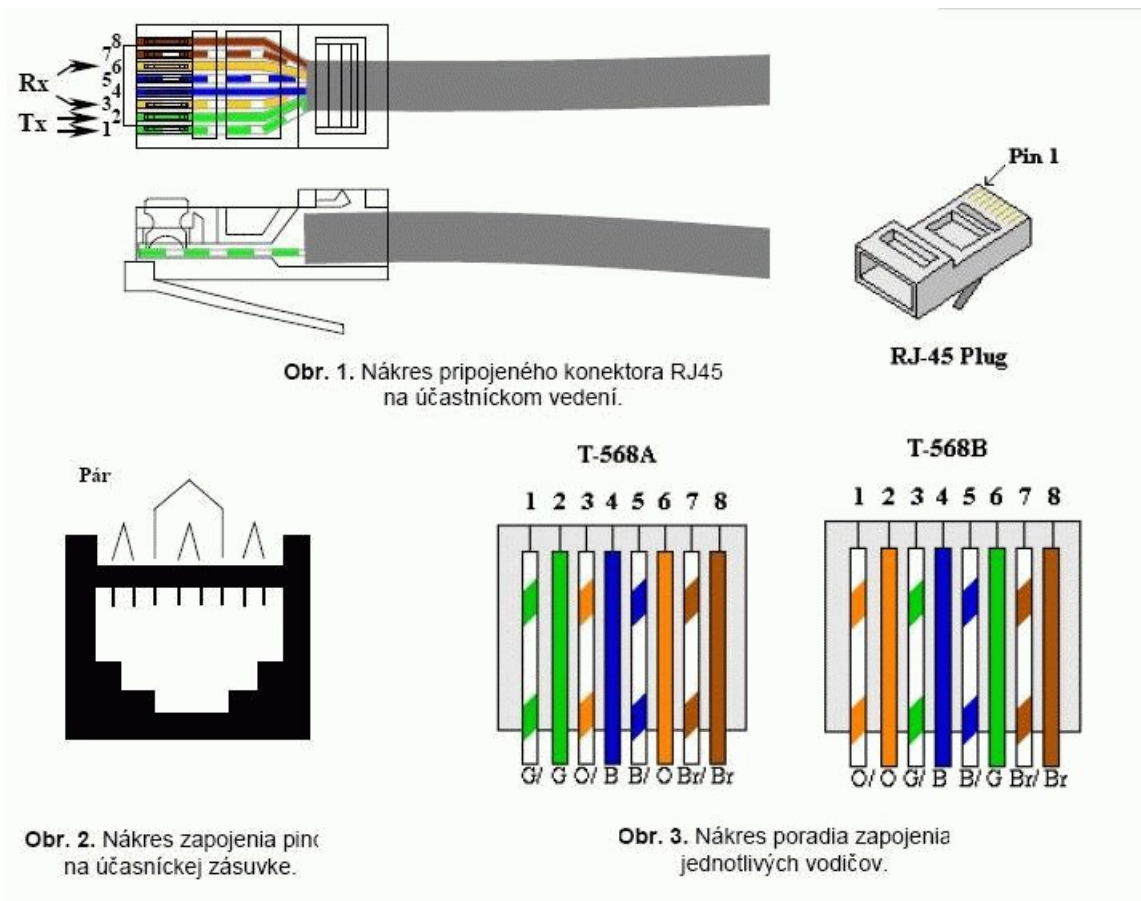 8
7
6
5
4
3
2
1
Rx
Tx
Pin 1
RJ-45 Plug
Obr. 1. Nákres pripojeného konektora RJ45
na účastníckom vedení.
Pár
T-568A
1 2 3 4 5 6 7 8
G/ G O/ B B/ O Br/ Br
T-568B
1 2 3 4 5 6 7 8
O/ O G/ B B/ G Br/ Br
Obr. 2. Nákres zapojenia
na účasníckej zásuvke.
Obr. 3. Nákres poradia zapojenia
jednotlivých vodičov.